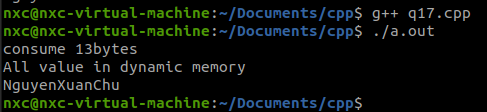 nxc@nxc-virtual-machine:~/Documents/cpp$ g++ q17.cpp
nxc@nxc-virtual-machine:~/Documents/cpp$ ./a.out
consume 13bytes
All value in dynamic memory
NguyenXuanChu
nxc@nxc-virtual-machine:~/Documents/cpp$